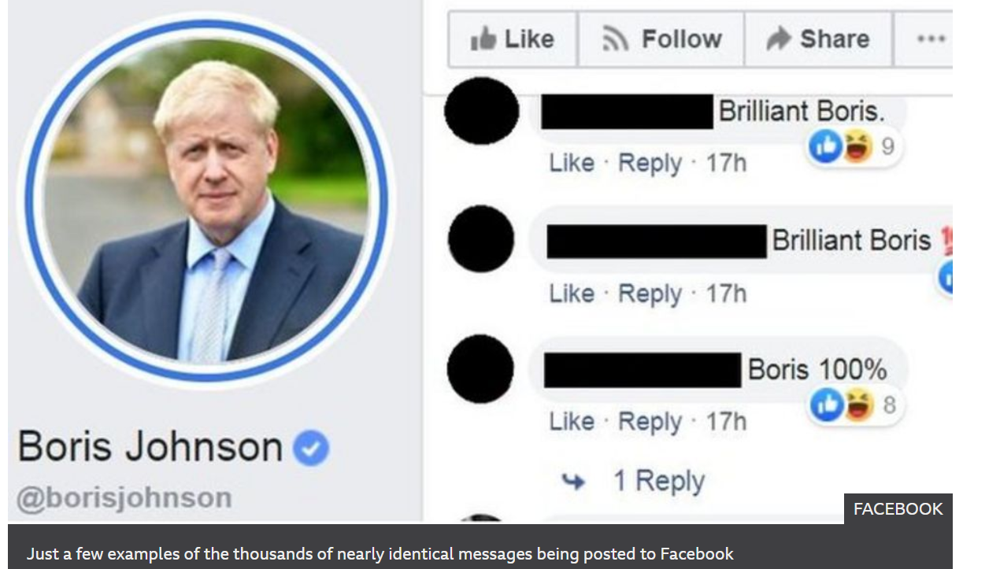 Like Follow Share
Brilliant Boris.
9
Like · Reply · 17h
Brilliant Boris
Like · Reply · 17h
Boris 100%
8
Like · Reply · 17h
1 Reply
Boris Johnson
@borisjohnson
FACEBOOK
Just a few examples of the thousands of nearly identical messages being posted to Facebook